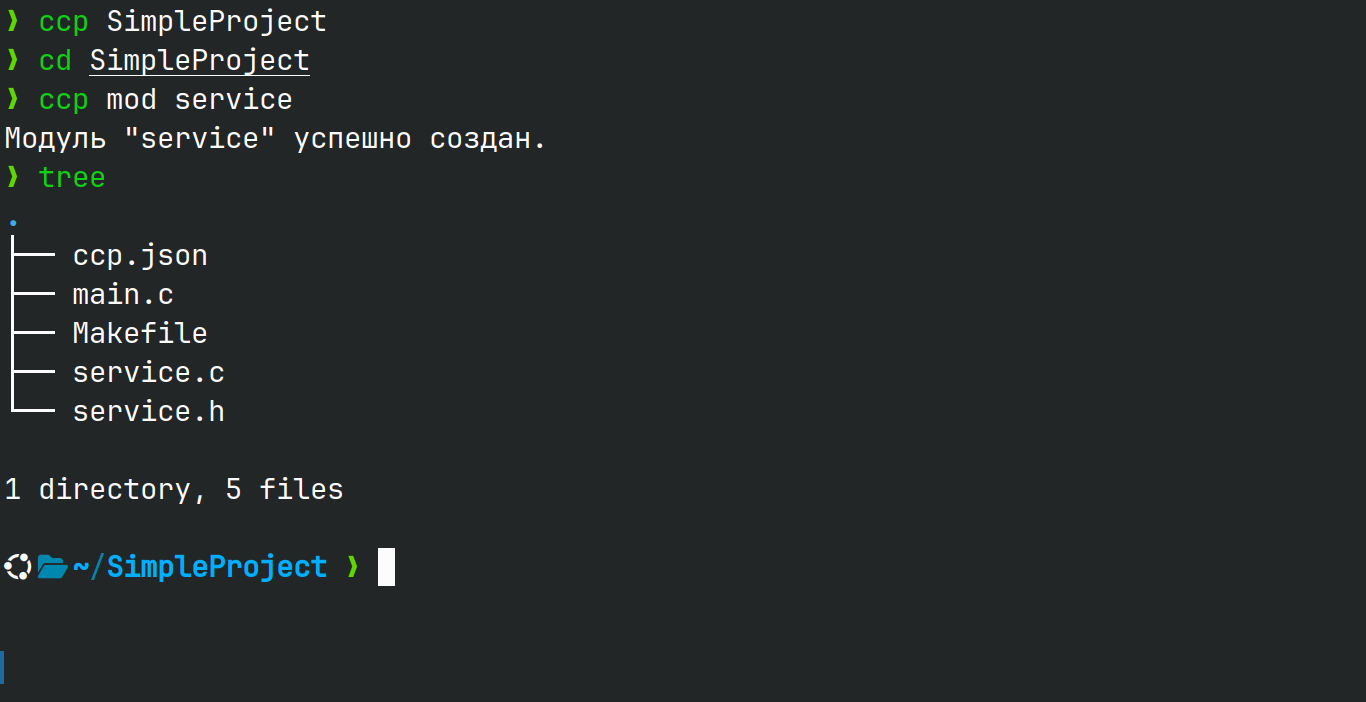 ❯ ccp SimpleProject
❯ cd SimpleProject
❯ ccp mod service
Модуль "service" успешно создан.
❯ tree
.
├── ccp.json
├── main.c
├── Makefile
├── service.c
└── service.h
1 directory, 5 files
~/SimpleProject ❯